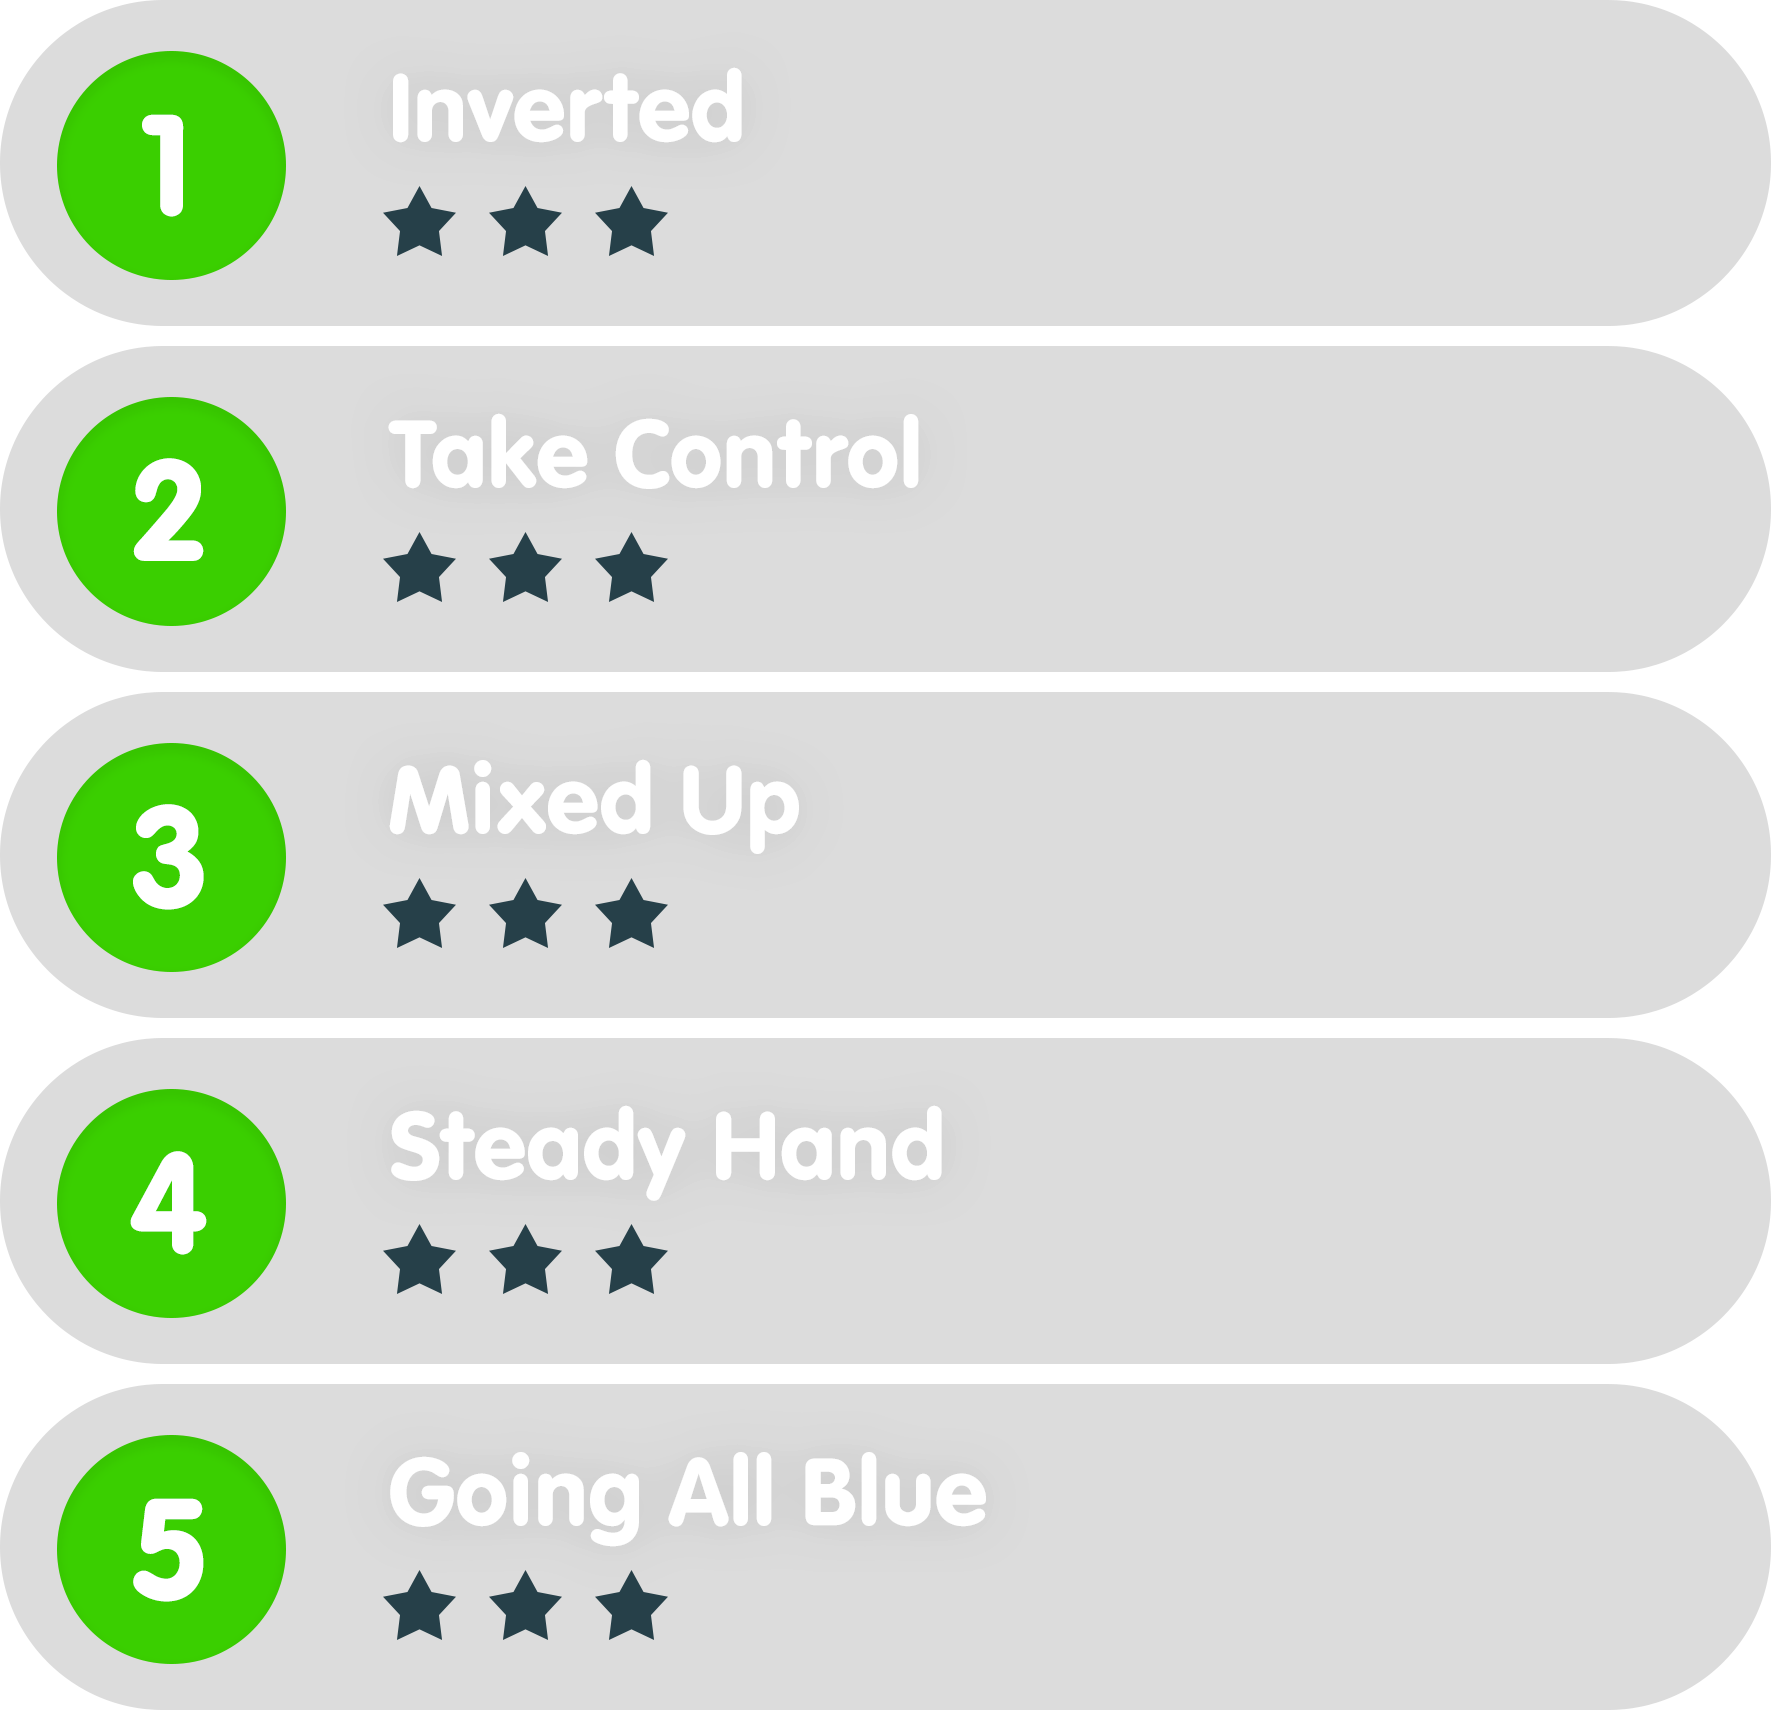 1
Inverted
2
Take Control
3
Mixed Up
4
Steady Hand
5
Going All Blue